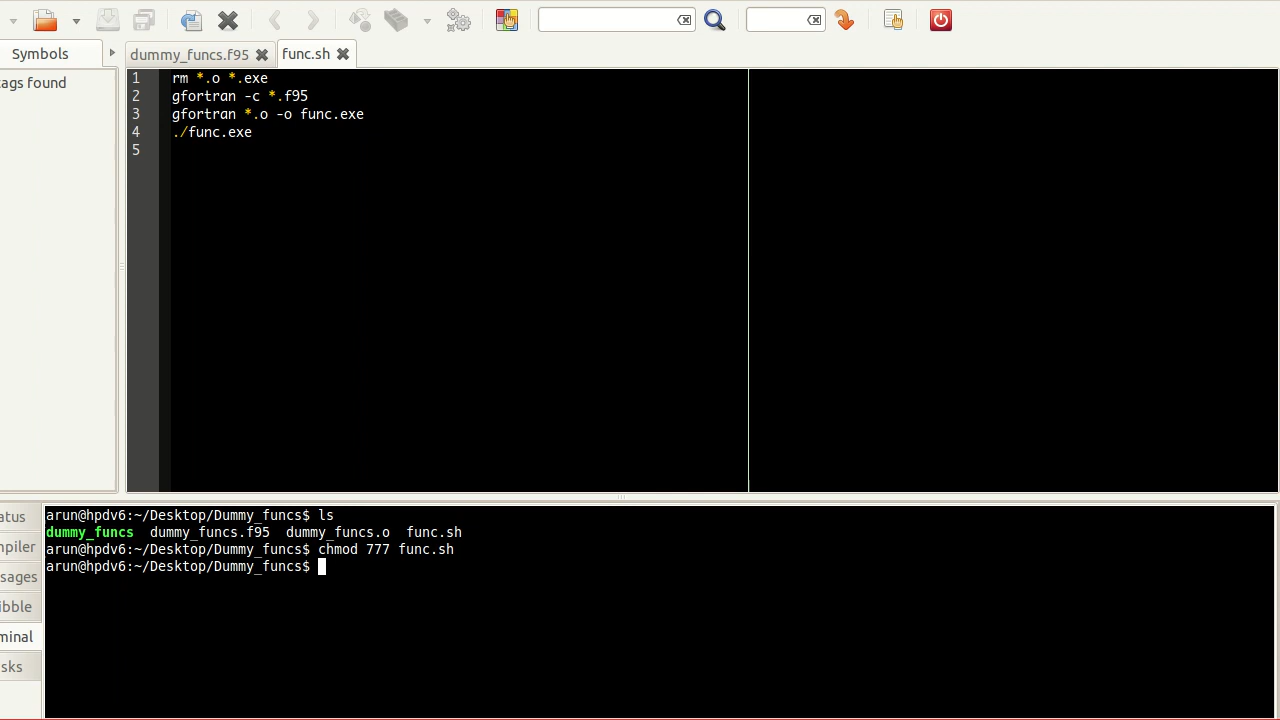 Symbols
dummy_funcs.f95
func.sh
ags found
1 rm *.o *.exe
2 gfortran -c *.f95
3 gfortran *.o -o func.exe
4 ./func.exe
5
atus
mpiler
sages
ibble
minal
sks
arun@hpdv6:~/Desktop/Dummy_funcs$ ls
dummy_funcs dummy_funcs.f95 dummy_funcs.o func.sh
arun@hpdv6:~/Desktop/Dummy_funcs$ chmod 777 func.sh
arun@hpdv6:~/Desktop/Dummy_funcs$